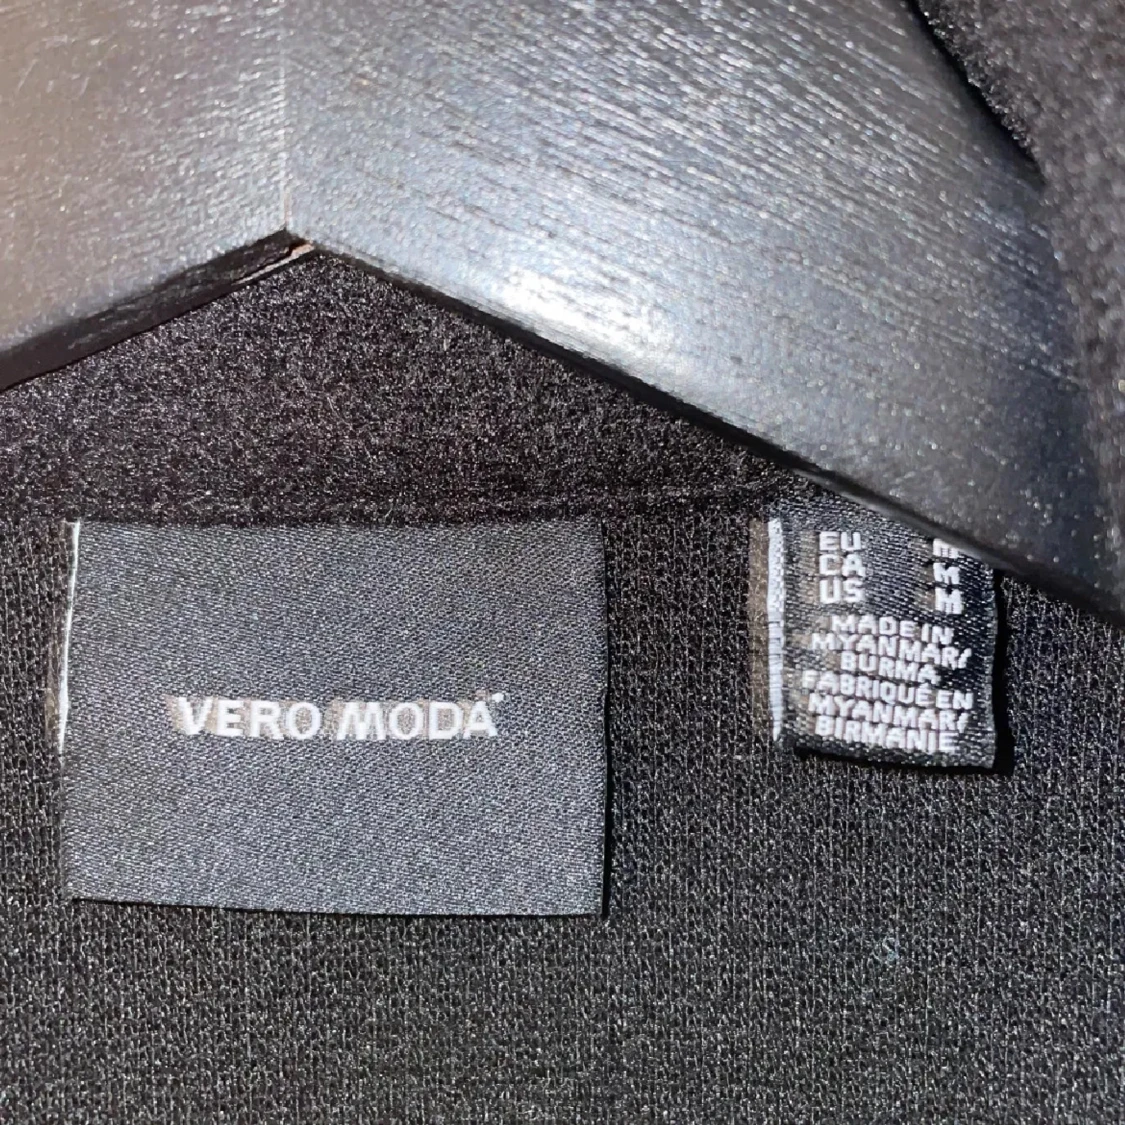 VERO MODA
EU M
CA M
US M
MADE IN
MYANMAR/
BURMA
FABRIQUÉ EN
MYANMAR/
BIRMANIE